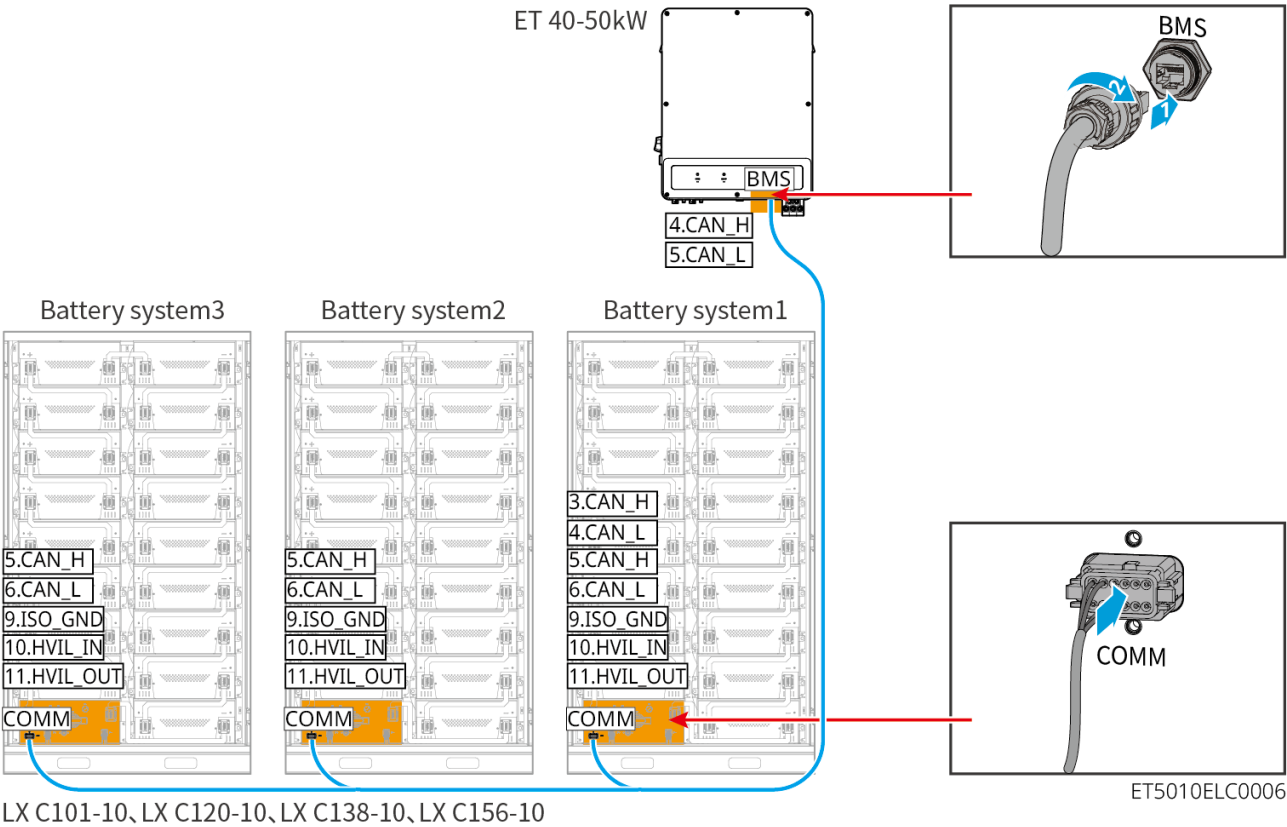 ET 40-50kW
BMS
2
1
BMS
4.CAN_H
5.CAN_L
Battery system3
Battery system2
Battery system1
3.CAN_H
4.CAN_L
5.CAN_H
5.CAN_H
5.CAN_H
6.CAN_L
6.CAN_L
6.CAN_L
9.ISO_GND
9.ISO_GND
9.ISO_GND
10.HVIL_IN
10.HVIL_IN
10.HVIL_IN
11.HVIL_OUT
11.HVIL_OUT
11.HVIL_OUT
COMM
COMM
COMM
COMM
ET5010ELC0006
LX C101-10、LX C120-10、LX C138-10、LX C156-10